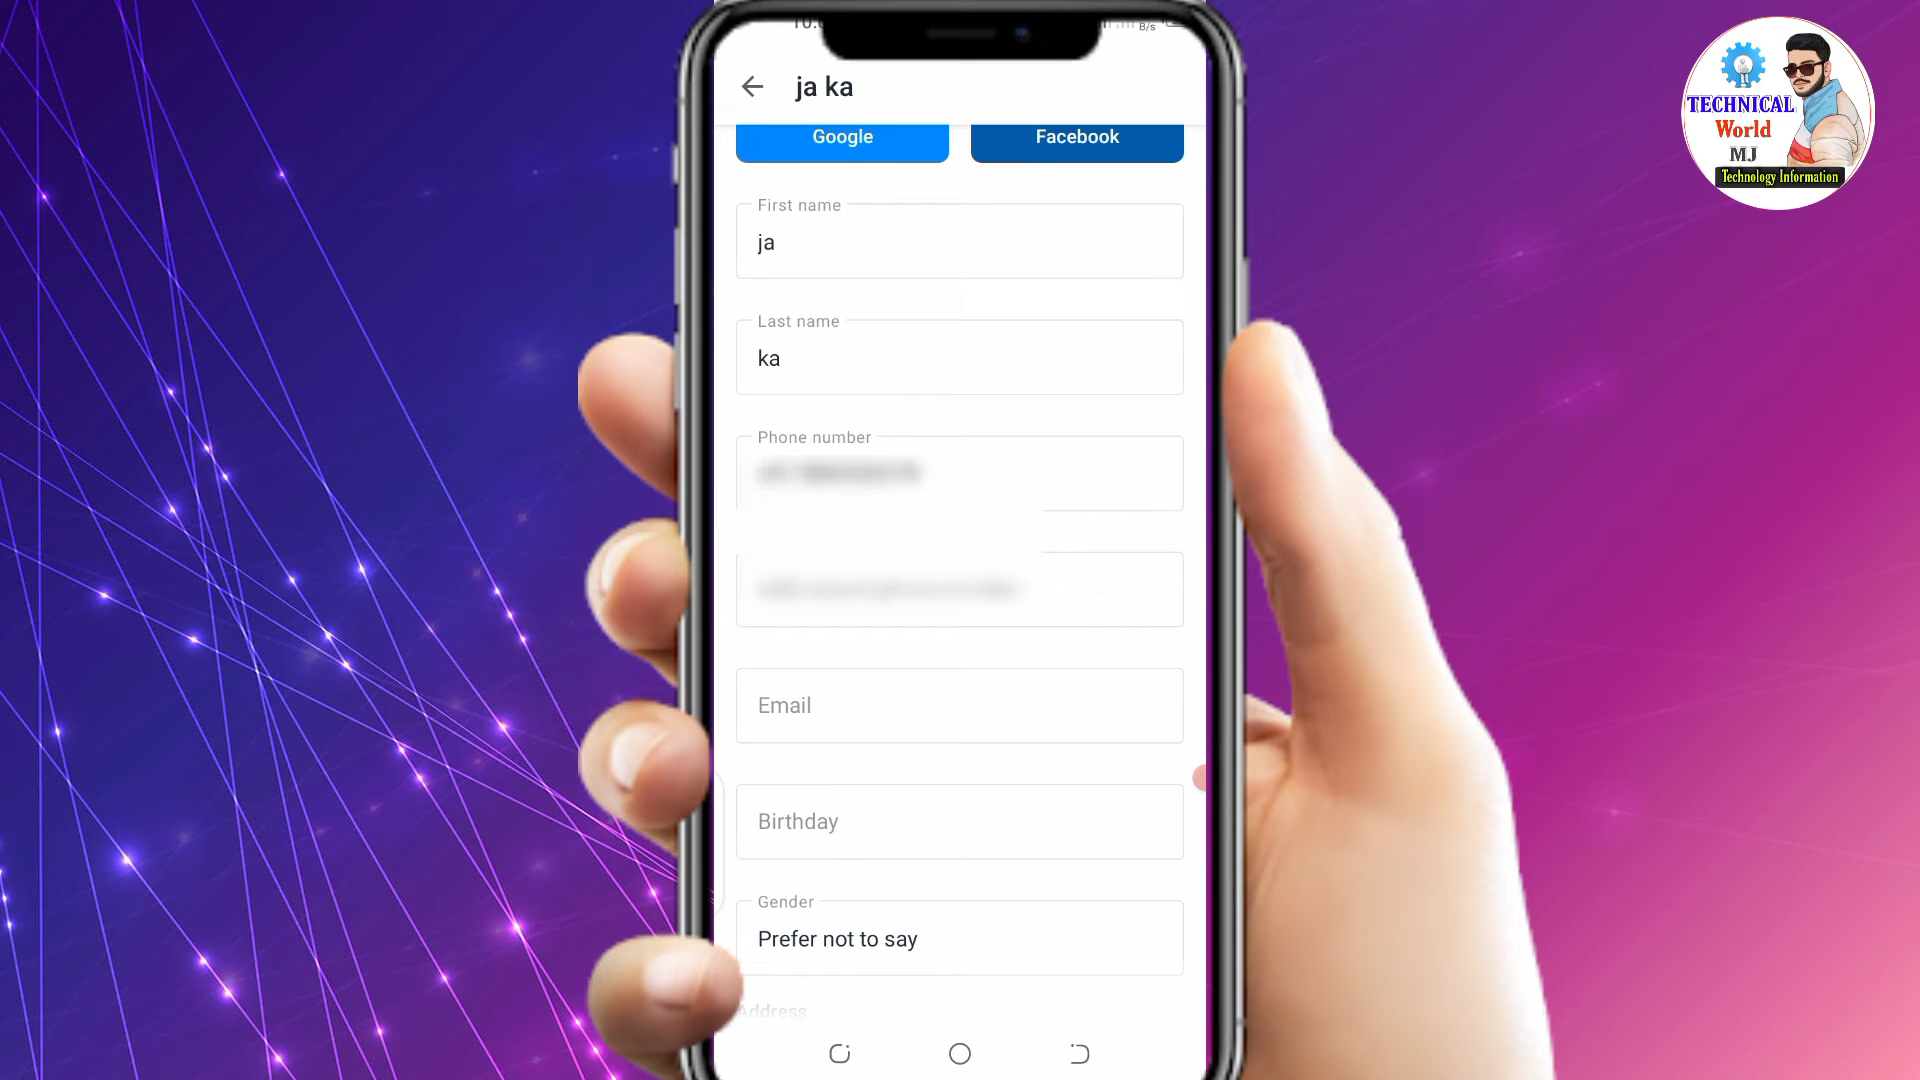 B/s
ja ka
Google
Facebook
First name
ja
Last name
ka
Phone number
Email
Birthday
Gender
Prefer not to say
Address
TECHNICAL
World
MJ
Technology Information